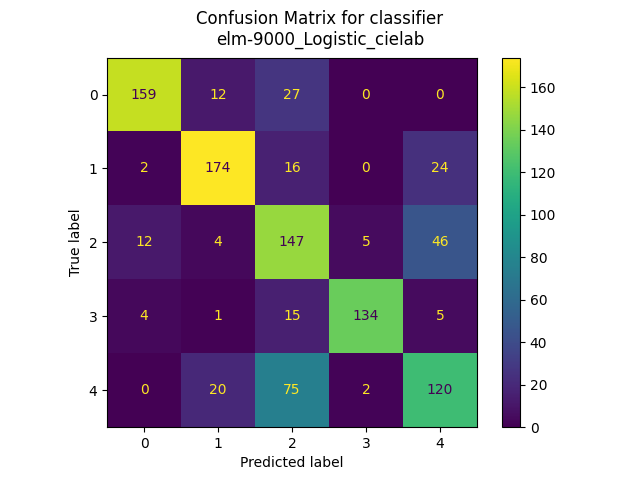 Confusion Matrix for classifier
elm-9000_Logistic_cielab
0 159 12 27 0 0
1 2 174 16 0 24
2 12 4 147 5 46
3 4 1 15 134 5
4 0 20 75 2 120
0 1 2 3 4
Predicted label
True label
160
140
120
100
80
60
40
20
0